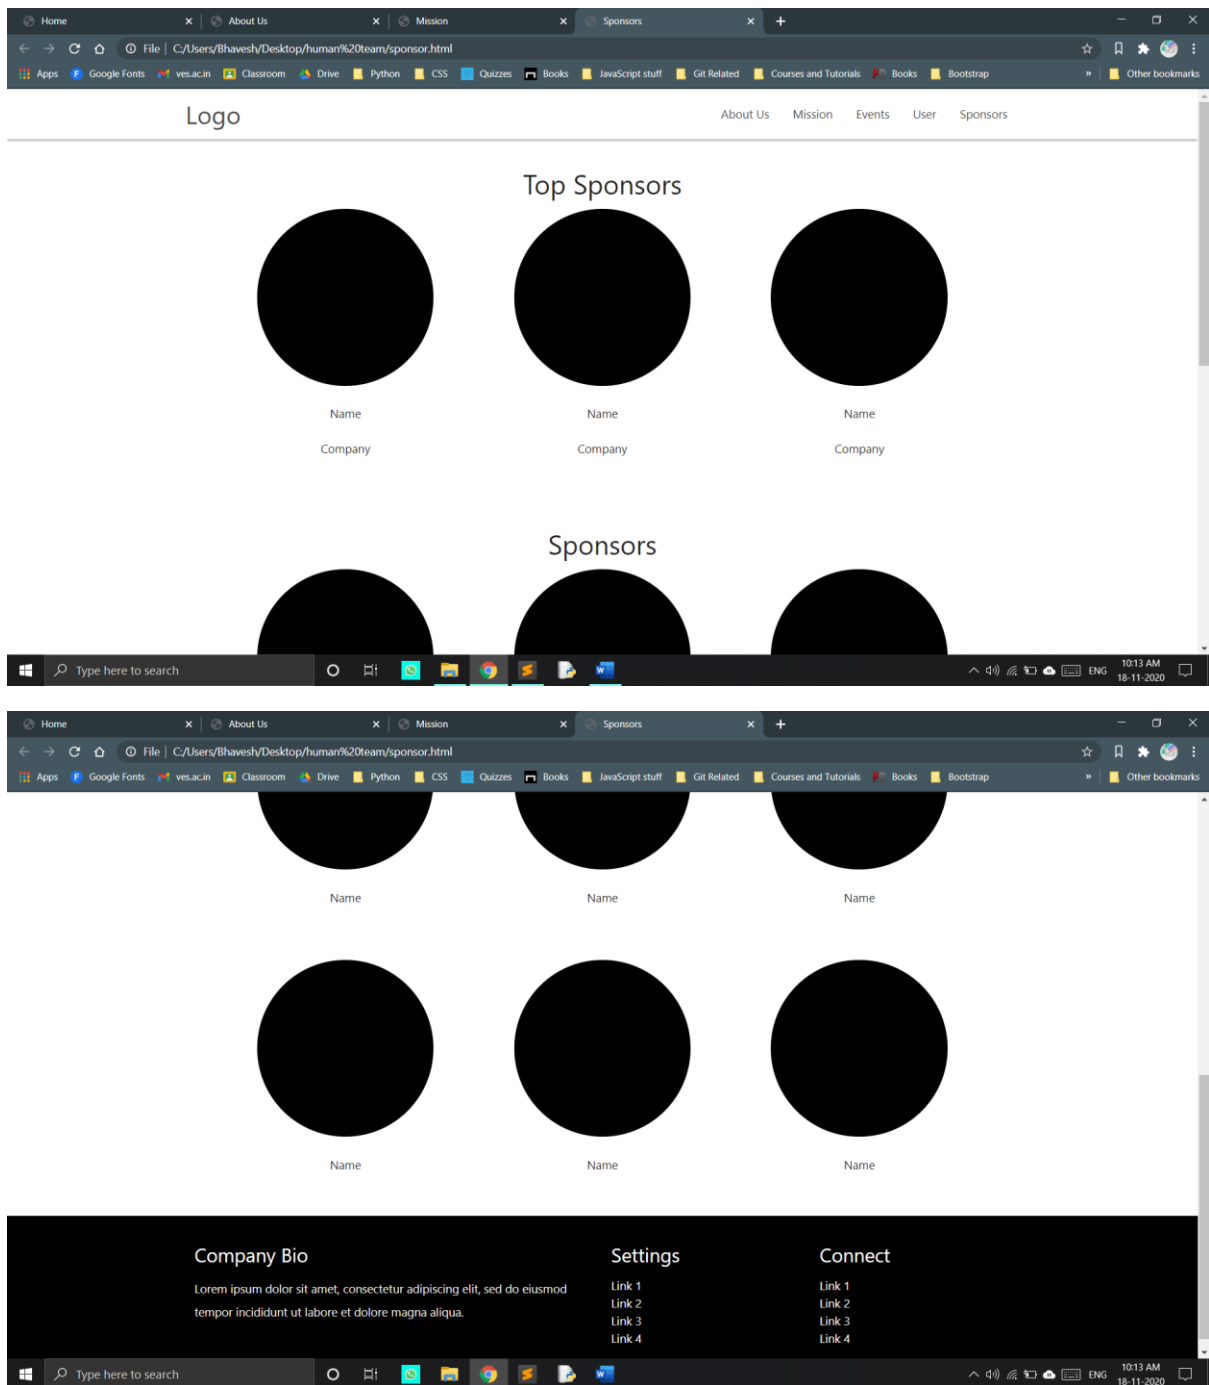 Home About Us Mission Sponsors
File C:/Users/Bhavesh/Desktop/human%20team/sponsor.html
Apps Google Fonts ves.ac.in Classroom Drive Python CSS Quizzes Books JavaScript stuff Git Related Courses and Tutorials Books Bootstrap » Other bookmarks
Logo About Us Mission Events User Sponsors
Top Sponsors
Name Name Name
Company Company Company
Sponsors
Type here to search ENG 10:13 AM
18-11-2020
Home About Us Mission Sponsors
File C:/Users/Bhavesh/Desktop/human%20team/sponsor.html
Apps Google Fonts ves.ac.in Classroom Drive Python CSS Quizzes Books JavaScript stuff Git Related Courses and Tutorials Books Bootstrap » Other bookmarks
Name Name Name
Name Name Name
Company Bio Settings Connect
Lorem ipsum dolor sit amet, consectetur adipiscing elit, sed do eiusmod Link 1 Link 1
tempor incididunt ut labore et dolore magna aliqua. Link 2 Link 2
Link 3 Link 3
Link 4 Link 4
Type here to search ENG 10:13 AM
18-11-2020